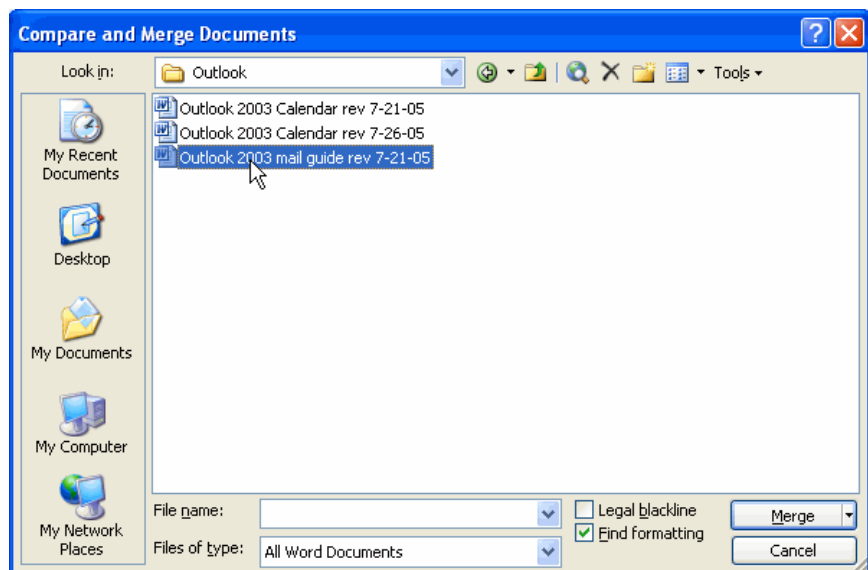 Compare and Merge Documents
Look in:
Outlook
Tools
Outlook 2003 Calendar rev 7-21-05
Outlook 2003 Calendar rev 7-26-05
Outlook 2003 mail guide rev 7-21-05
My Recent
Documents
Desktop
My Documents
My Computer
My Network
Places
File name:
Files of type:
All Word Documents
Legal blackline
Find formatting
Merge
Cancel